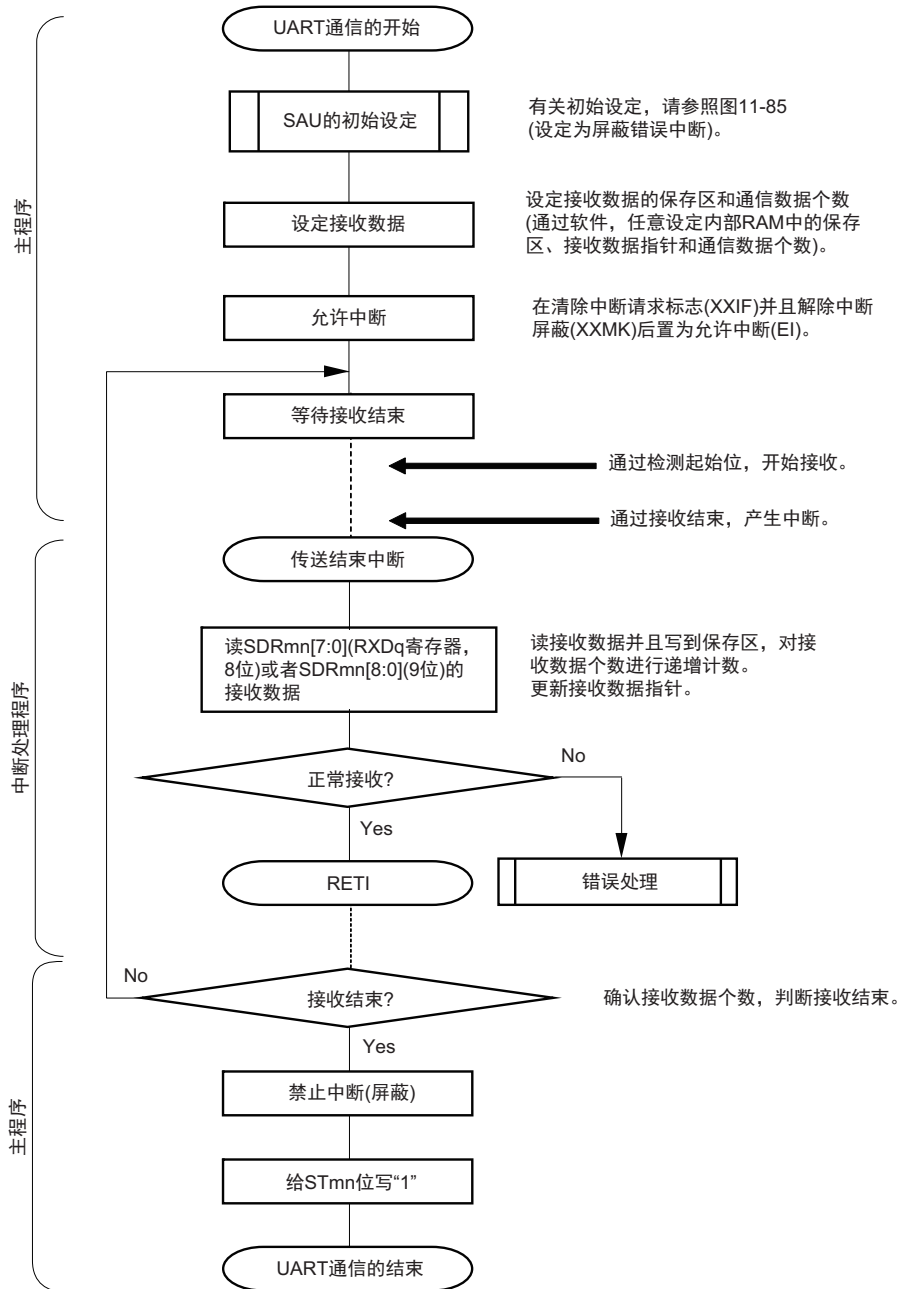 UART通信的开始
SAU的初始设定
有关初始设定，请参照图11-85
(设定为屏蔽错误中断)。
主程序
设定接收数据
设定接收数据的保存区和通信数据个数
(通过软件，任意设定内部RAM中的保存
区、接收数据指针和通信数据个数)。
允许中断
在清除中断请求标志(XXIF)并且解除中断
屏蔽(XXMK)后置为允许中断(EI)。
等待接收结束
通过检测起始位，开始接收。
通过接收结束，产生中断。
传送结束中断
中断处理程序
读SDRmn[7:0](RXDq寄存器，
8位)或者SDRmn[8:0](9位)的
接收数据
读接收数据并且写到保存区，对接
收数据个数进行递增计数。
更新接收数据指针。
正常接收?
No
Yes
RETI
错误处理
No
接收结束?
确认接收数据个数，判断接收结束。
Yes
主程序
禁止中断(屏蔽)
给STmn位写“1”
UART通信的结束